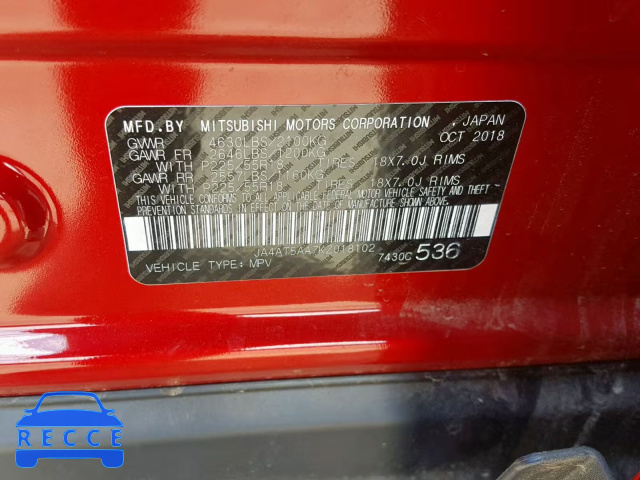 MFD.BY MITSUBISHI MOTORS CORPORATION , JAPAN
GVWR 4630LBS/2100KG OCT 2018
GAWR FR 2646LBS/1200KG
WITH P225/55R18 TIRES 18X7.0J RIMS
GAWR RR 2557LBS/1160KG
WITH P225/55R18 TIRES 18X7.0J RIMS
THIS VEHICLE CONFORMS TO ALL APPLICABLE FEDERAL MOTOR VEHICLE SAFETY AND THEFT
PREVENTION STANDARDS IN EFFECT ON THE DATE OF MANUFACTURE SHOWN ABOVE.
JA4AT5AA7KZ018102
VEHICLE TYPE: MPV 7430C 536
RECCE